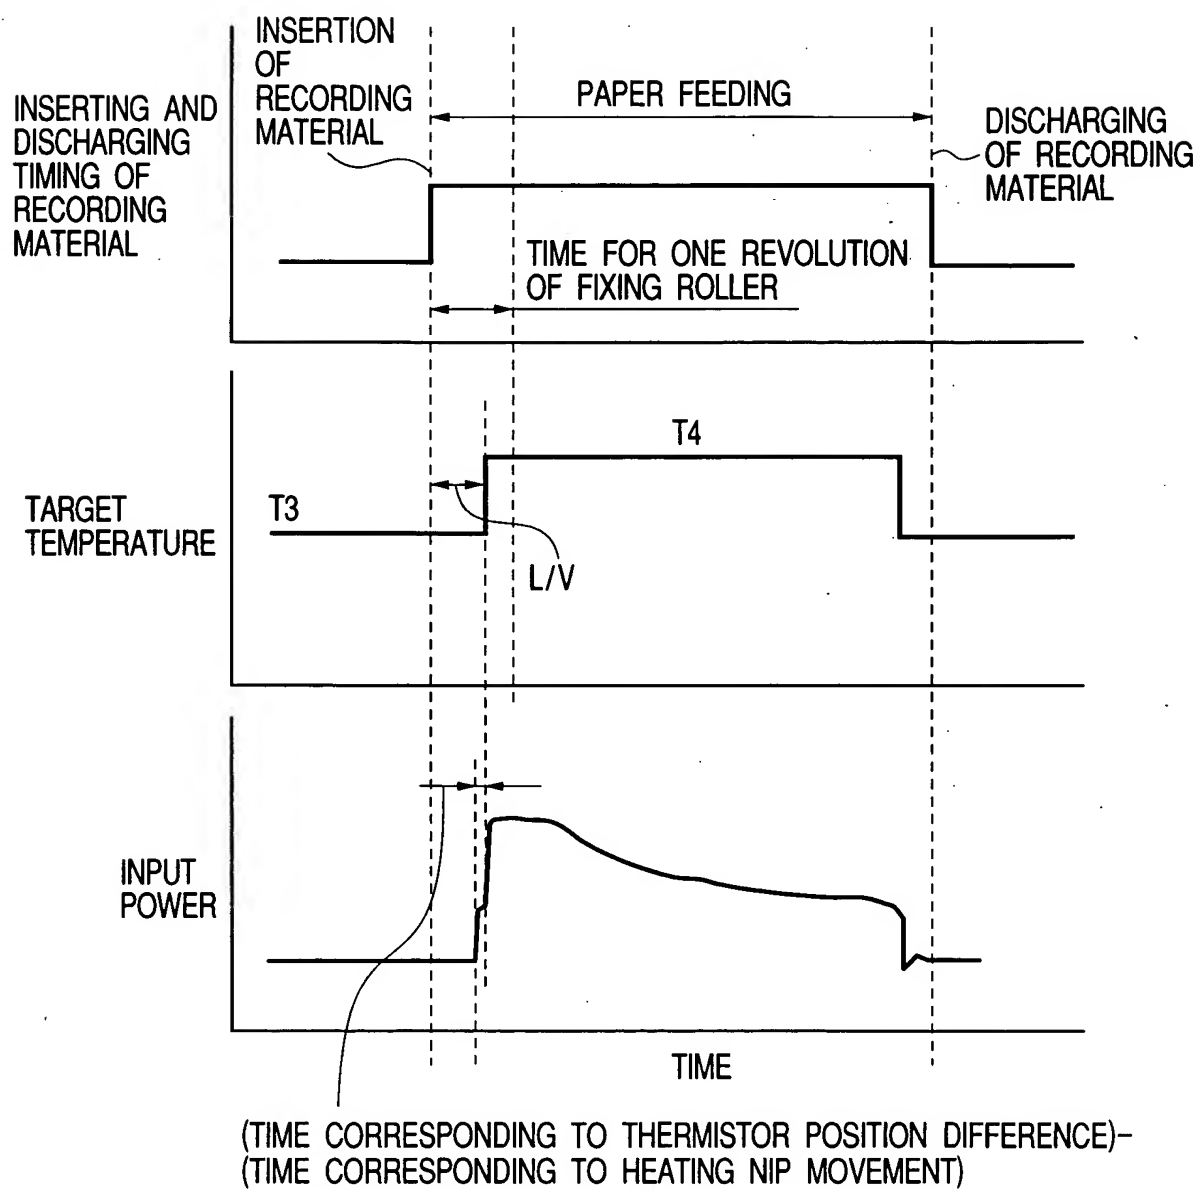 INSERTION
OF
RECORDING
MATERIAL
INSERTING AND
DISCHARGING
TIMING OF
RECORDING
MATERIAL
PAPER FEEDING
DISCHARGING
OF RECORDING
MATERIAL
TIME FOR ONE REVOLUTION
OF FIXING ROLLER
TARGET
TEMPERATURE
T3
T4
L/V
INPUT
POWER
TIME
(TIME CORRESPONDING TO THERMISTOR POSITION DIFFERENCE)–
(TIME CORRESPONDING TO HEATING NIP MOVEMENT)